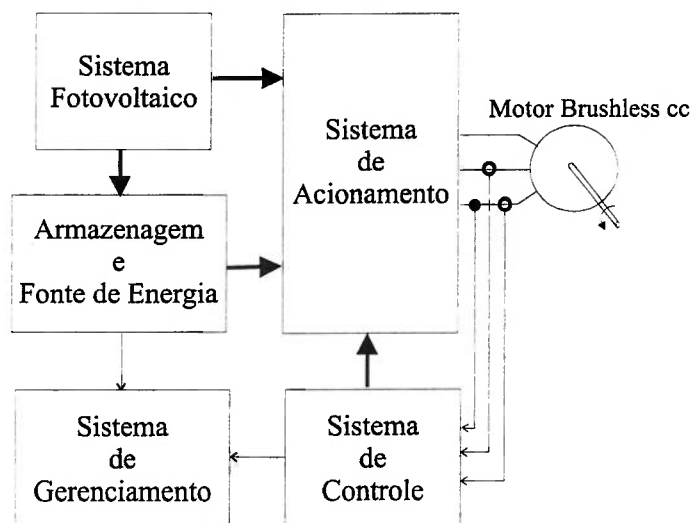 Sistema
Fotovoltaico
Motor Brushless cc
Sistema
de
Acionamento
Armazenagem
e
Fonte de Energia
Sistema
de
Gerenciamento
Sistema
de
Controle